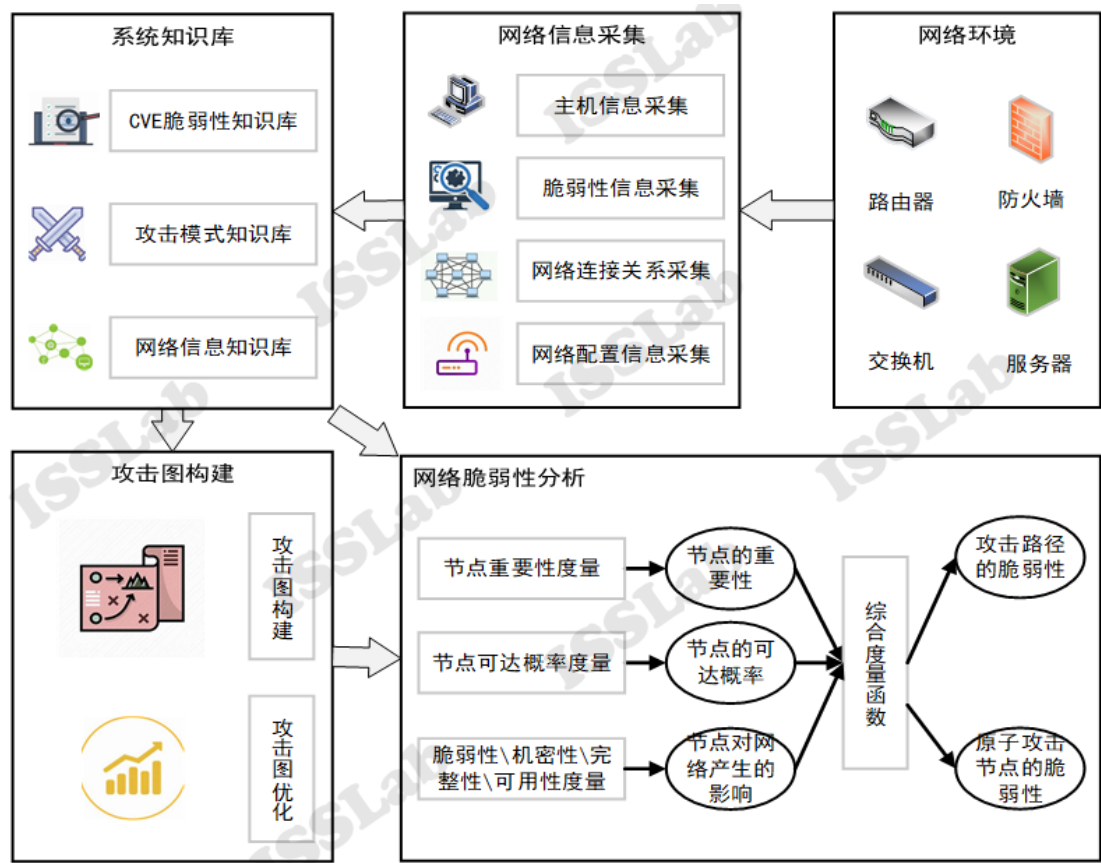 系统知识库
CVE脆弱性知识库
攻击模式知识库
网络信息知识库
网络信息采集
主机信息采集
脆弱性信息采集
网络连接关系采集
网络配置信息采集
网络环境
路由器
防火墙
交换机
服务器
攻击图构建
攻击图构建
攻击图优化
网络脆弱性分析
节点重要性度量
节点的重
要性
节点可达概率度量
节点的可
达概率
脆弱性\机密性\完
整性\可用性度量
节点对网
络产生的
影响
综合度量函数
攻击路径
的脆弱性
原子攻击
节点的脆
弱性
ISSLab
ISSLab
ISSLab
ISSLab
ISSLab
ISSLab
ISSLab
ISSLab